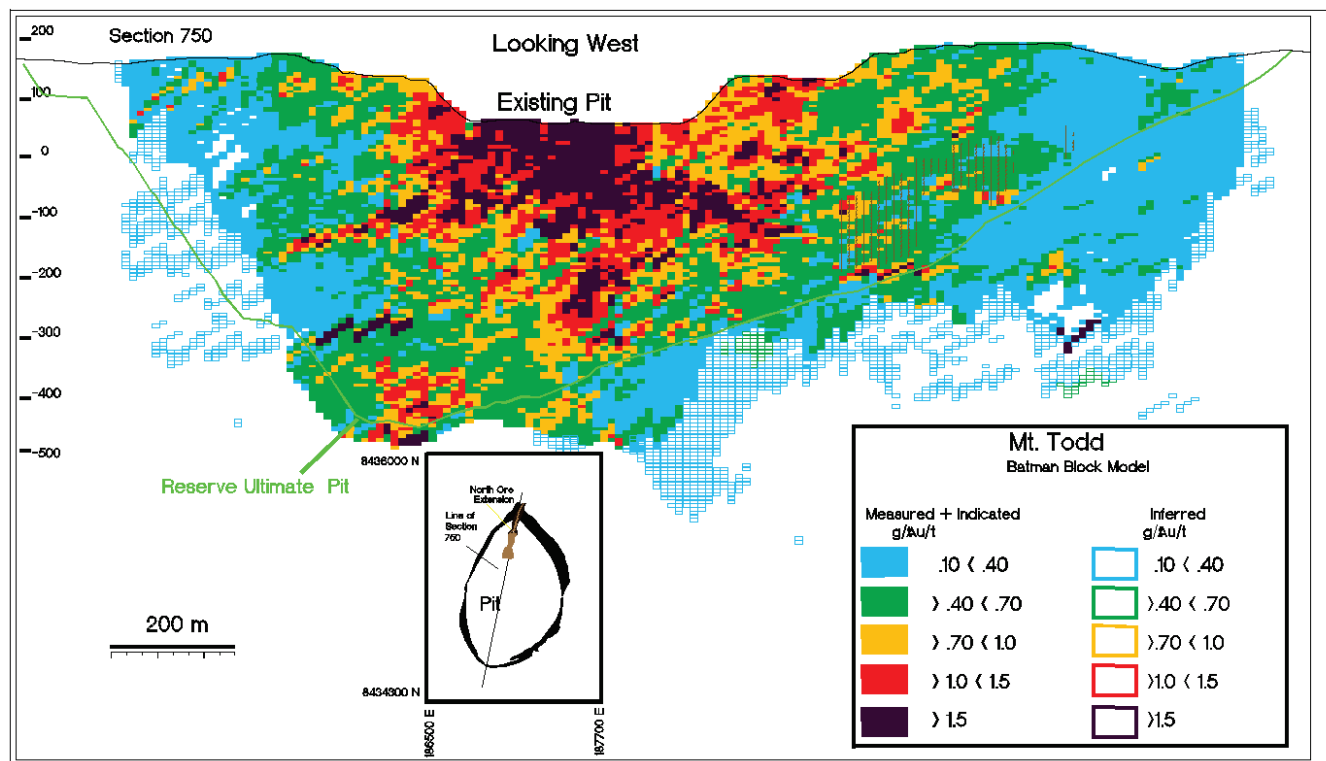 200
Section 750
Looking West
100
Existing Pit
0
-100
-200
-300
-400
-500
Reserve Ultimate Pit
8436000 N
North Ore
Extension
Line of
Section
750
Pit
8434300 N
186500 E
187700 E
200 m
Mt. Todd
Batman Block Model
Measured + Indicated
g/Au/t
Inferred
g/Au/t
.10 < .40
.10 < .40
> .40 < .70
>.40 < .70
> .70 < 1.0
>.70 < 1.0
> 1.0 < 1.5
>1.0 < 1.5
> 1.5
>1.5